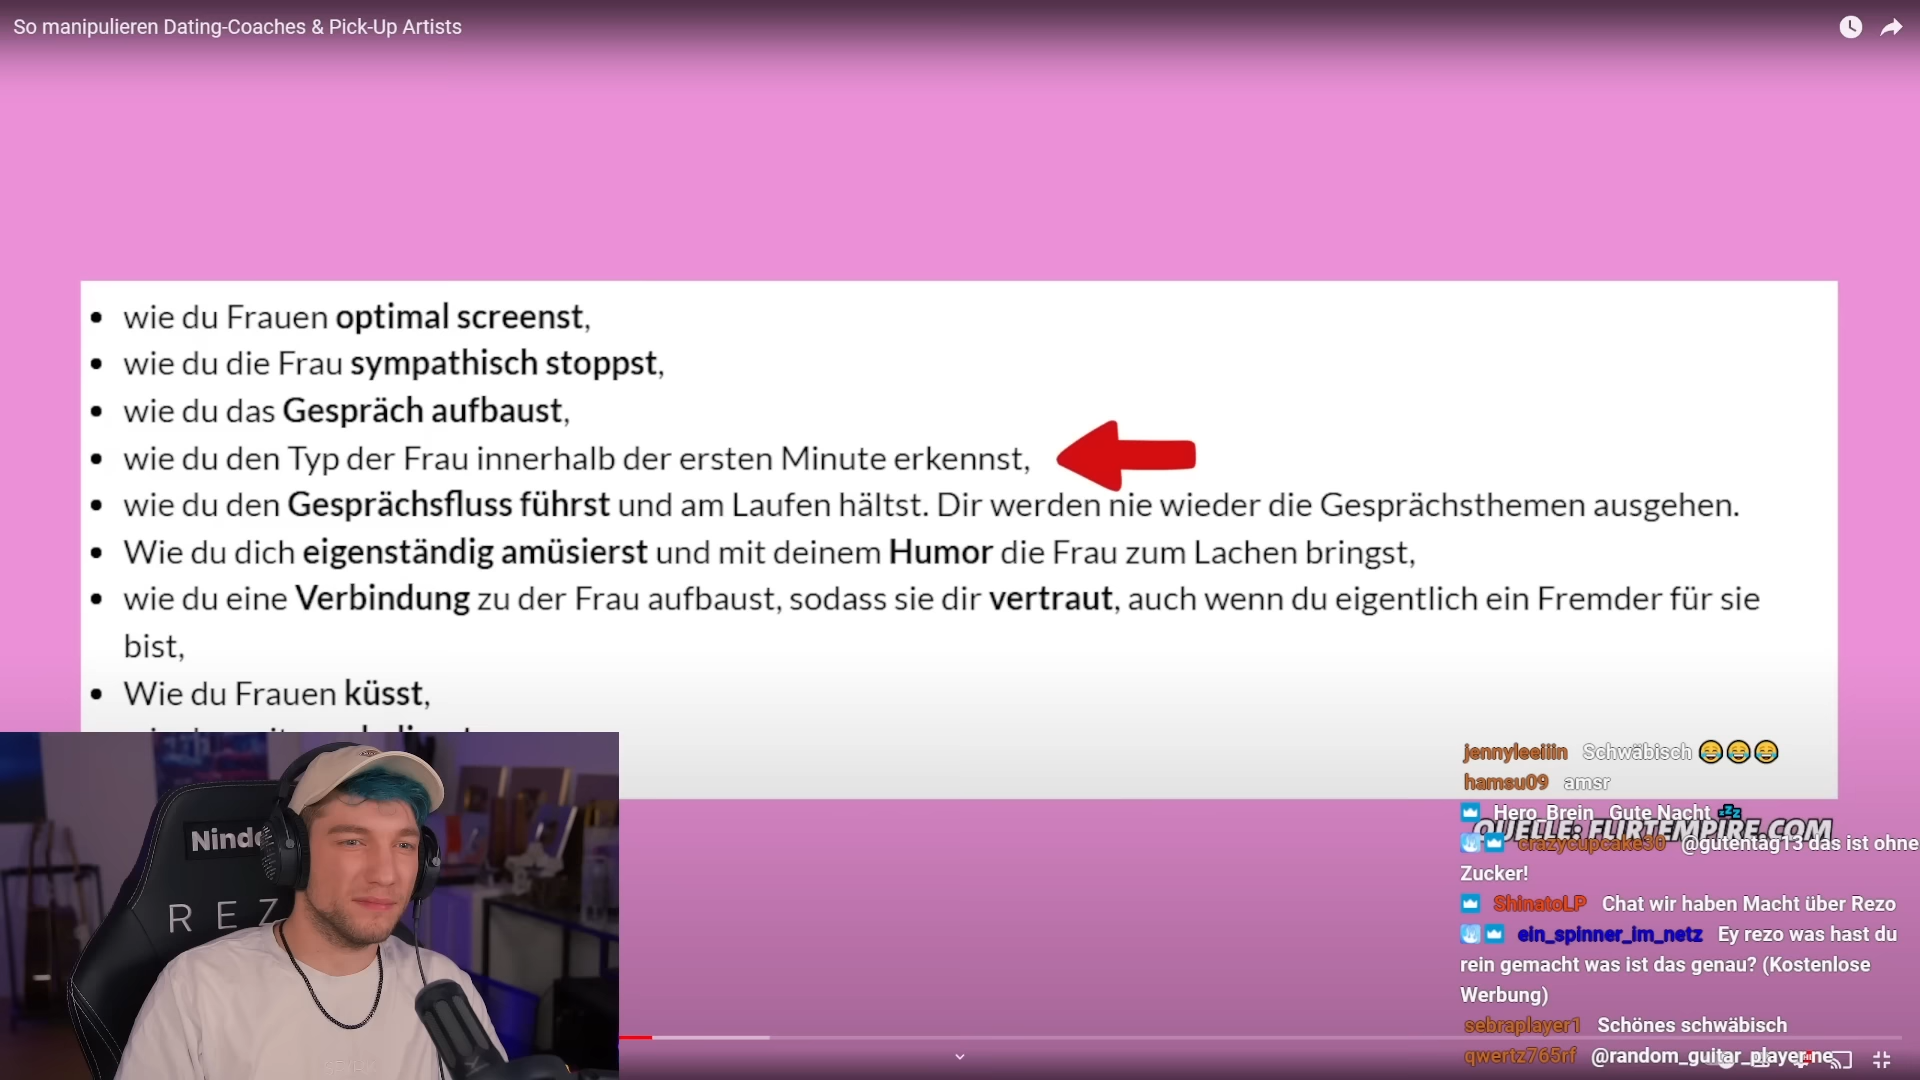 So manipulieren Dating-Coaches & Pick-Up Artists
wie du Frauen optimal screenst,
wie du die Frau sympathisch stoppst,
wie du das Gespräch aufbaust,
wie du den Typ der Frau innerhalb der ersten Minute erkennst,
wie du den Gesprächsfluss führst und am Laufen hältst. Dir werden nie wieder die Gesprächsthemen ausgehen.
Wie du dich eigenständig amüsierst und mit deinem Humor die Frau zum Lachen bringst,
wie du eine Verbindung zu der Frau aufbaust, sodass sie dir vertraut, auch wenn du eigentlich ein Fremder für sie
bist,
Wie du Frauen küsst,
REZ
jennyleeiiin Schwäbisch 😂😂😂
hamsu09 amsr
Hero_Brein Gute Nacht 💤
QUELLE: FLIRTEMPIRE.COM
crazycupcake30 @gutentag13 das ist ohne
Zucker!
ShinatoLP Chat wir haben Macht über Rezo
ein_spinner_im_netz Ey rezo was hast du
rein gemacht was ist das genau? (Kostenlose
Werbung)
sebraplayer1 Schönes schwäbisch
qwertz765rf @random_guitar_player